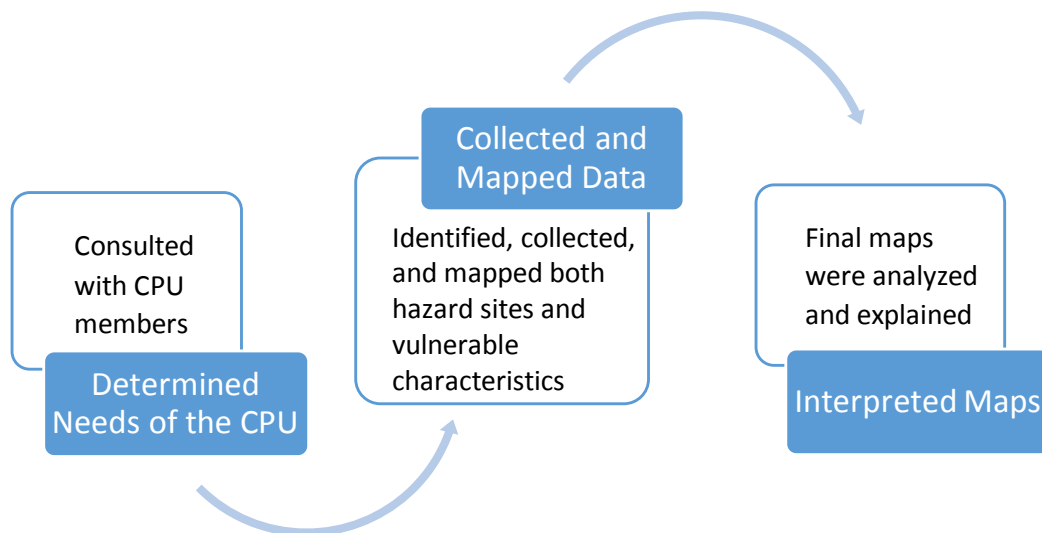 Consulted
with CPU
members
Determined
Needs of the CPU
Collected and
Mapped Data
Identified, collected,
and mapped both
hazard sites and
vulnerable
characteristics
Final maps
were analyzed
and explained
Interpreted Maps